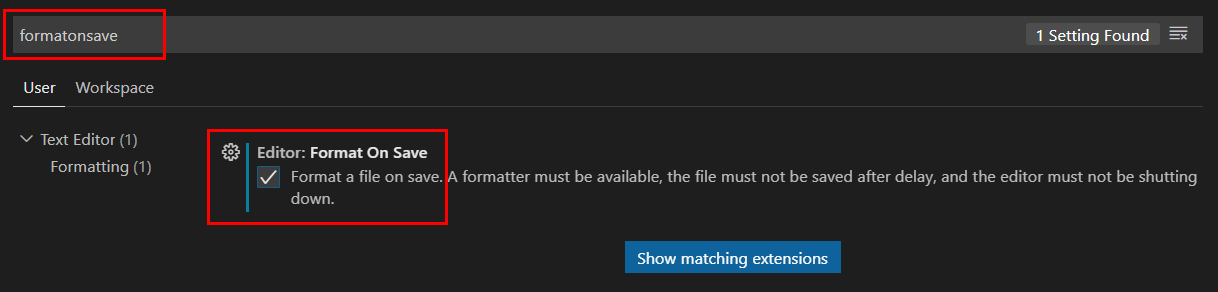 formatonsave
1 Setting Found
User
Workspace
Text Editor (1)
Formatting (1)
Editor: Format On Save
Format a file on save. A formatter must be available, the file must not be saved after delay, and the editor must not be shutting
down.
Show matching extensions